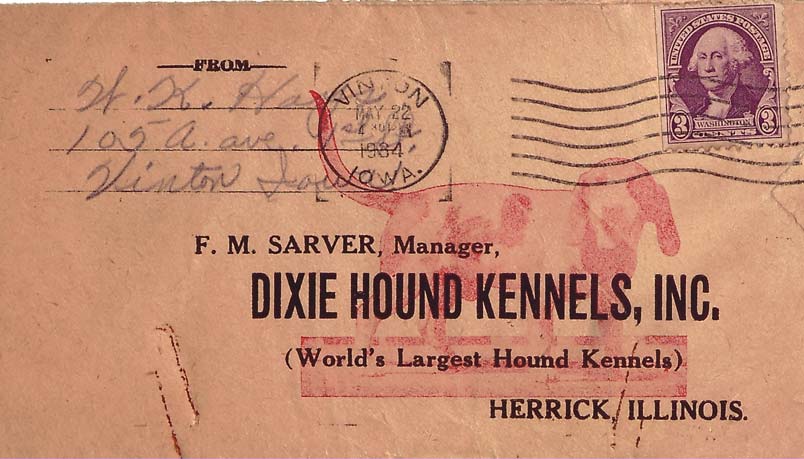 FROM
W. K.
105 A. ave.
Vinton Iowa
VINTON
MAY 22
1934
IOWA.
UNITED STATES POSTAGE
3 WASHINGTON 3
CENTS
F. M. SARVER, Manager,
DIXIE HOUND KENNELS, INC.
(World's Largest Hound Kennels)
HERRICK, ILLINOIS.